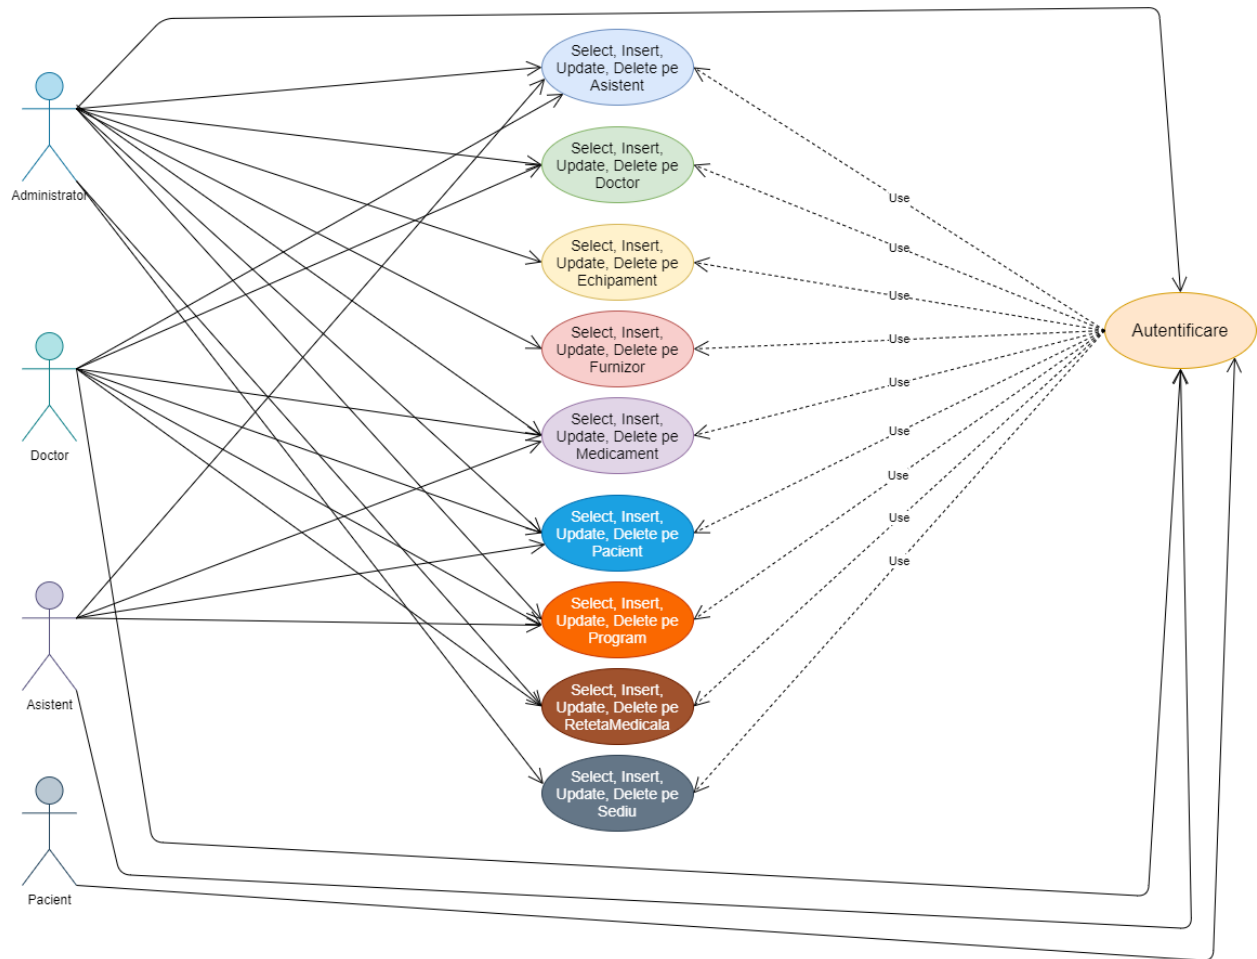 Select, Insert,
Update, Delete pe
Asistent
Administrator
Select, Insert,
Update, Delete pe
Doctor
Use
Select, Insert,
Update, Delete pe
Echipament
Use
Use
Autentificare
Select, Insert,
Update, Delete pe
Furnizor
Use
Use
Doctor
Select, Insert,
Update, Delete pe
Medicament
Use
Use
Select, Insert,
Update, Delete pe
Pacient
Use
Use
Select, Insert,
Update, Delete pe
Program
Asistent
Select, Insert,
Update, Delete pe
RetetaMedicala
Select, Insert,
Update, Delete pe
Sediu
Pacient